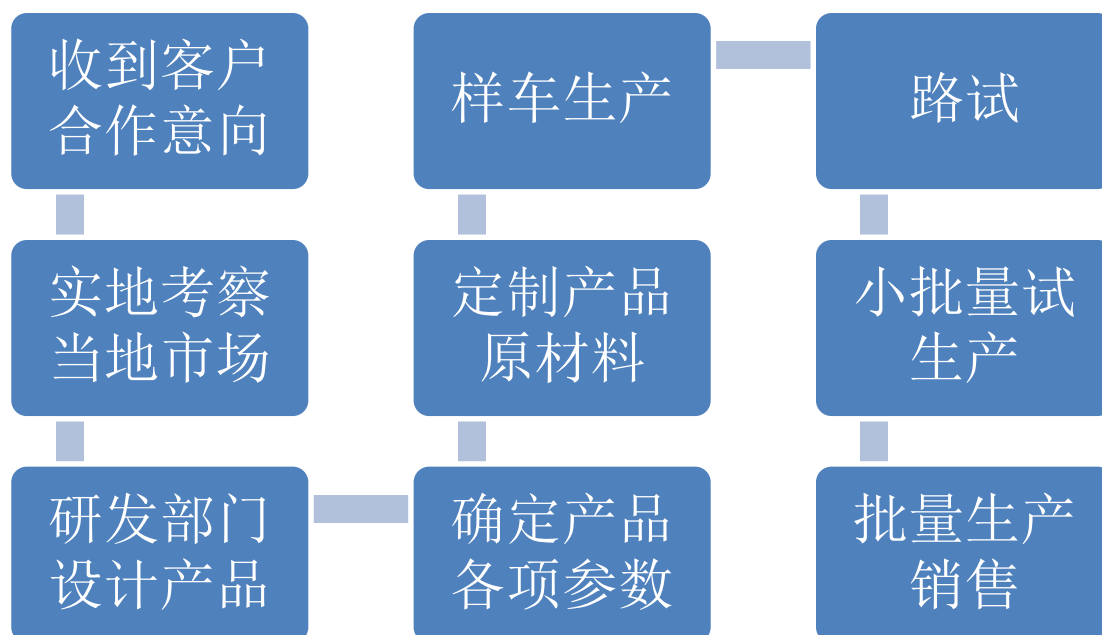 收到客户
合作意向
实地考察
当地市场
研发部门
设计产品
确定产品
各项参数
定制产品
原材料
样车生产
路试
小批量试
生产
批量生产
销售